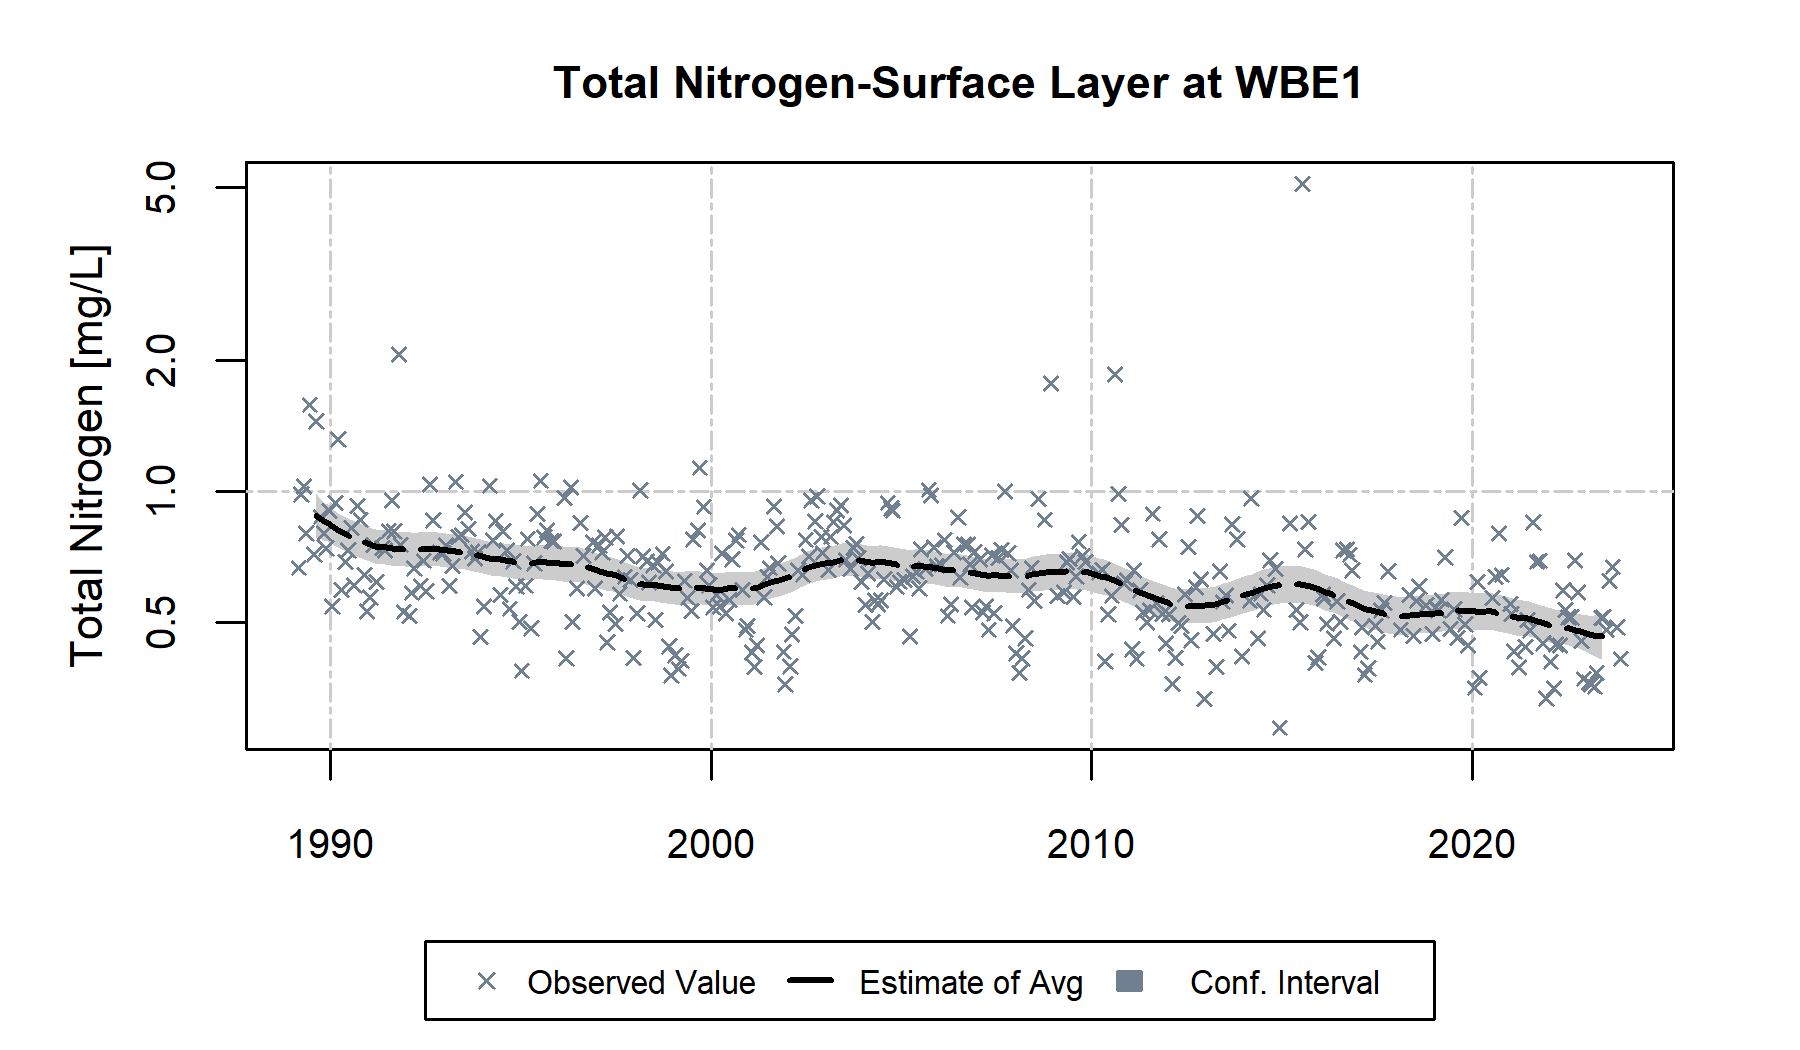 Total Nitrogen-Surface Layer at WBE1
Total Nitrogen [mg/L]
5.0
2.0
1.0
0.5
1990 2000 2010 2020
Observed Value Estimate of Avg Conf. Interval